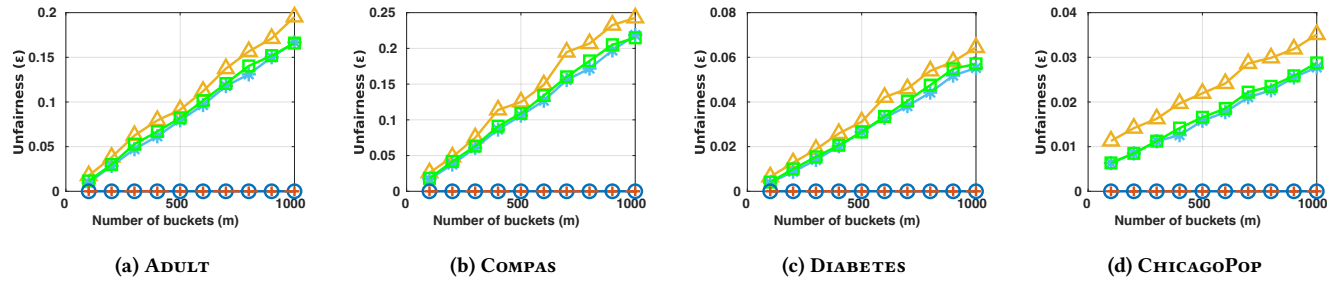 0.2
0.15
0.1
0.05
0
Unfairness (ε)
0 500 1000
Number of buckets (m)
(a) Adult
0.25
0.2
0.15
0.1
0.05
0
Unfairness (ε)
0 500 1000
Number of buckets (m)
(b) Compas
0.08
0.06
0.04
0.02
0
Unfairness (ε)
0 500 1000
Number of buckets (m)
(c) Diabetes
0.04
0.03
0.02
0.01
0
Unfairness (ε)
0 500 1000
Number of buckets (m)
(d) ChicagoPop